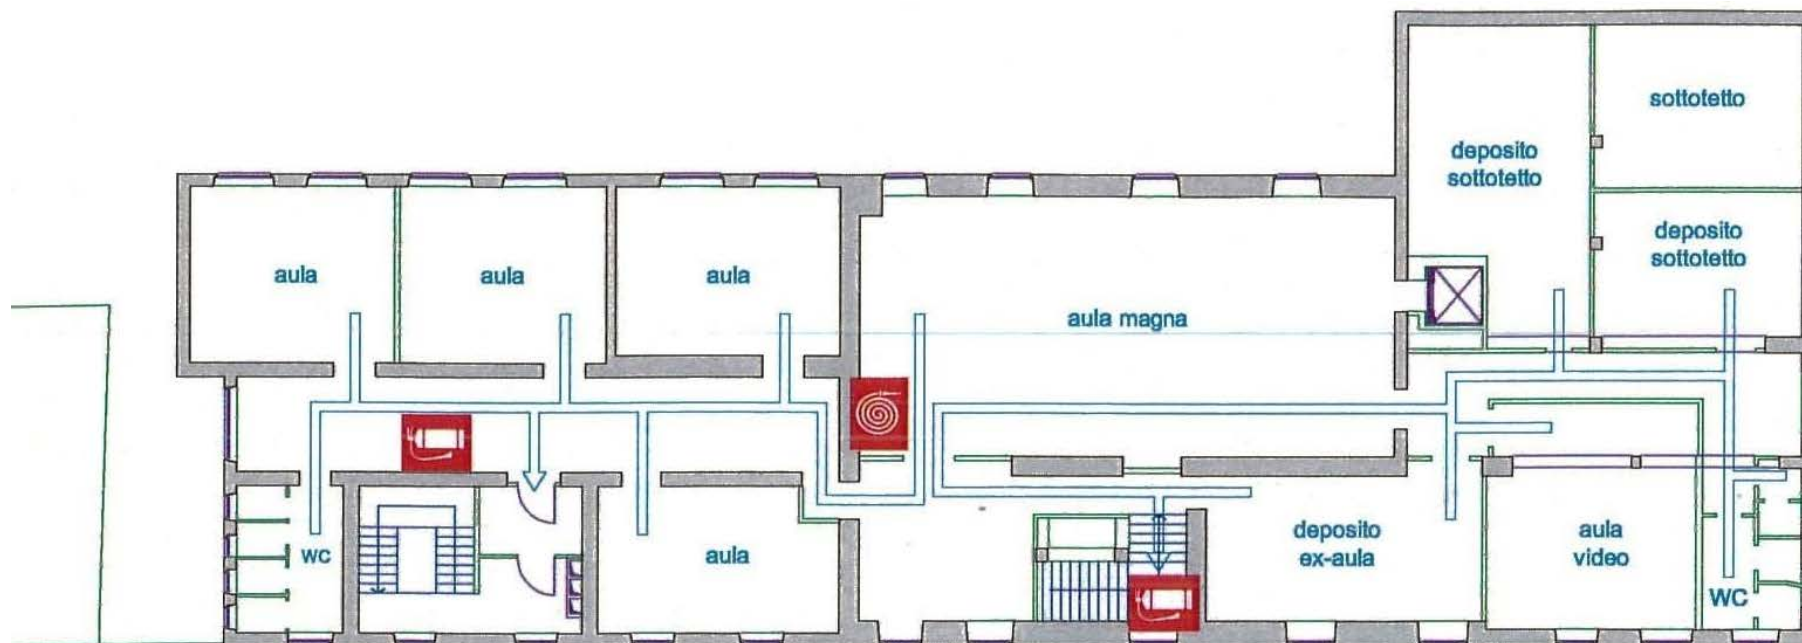 sottotetto
deposito
sottotetto
deposito
sottotetto
aula
aula
aula
aula magna
wc
aula
deposito
ex-aula
aula
video
WC